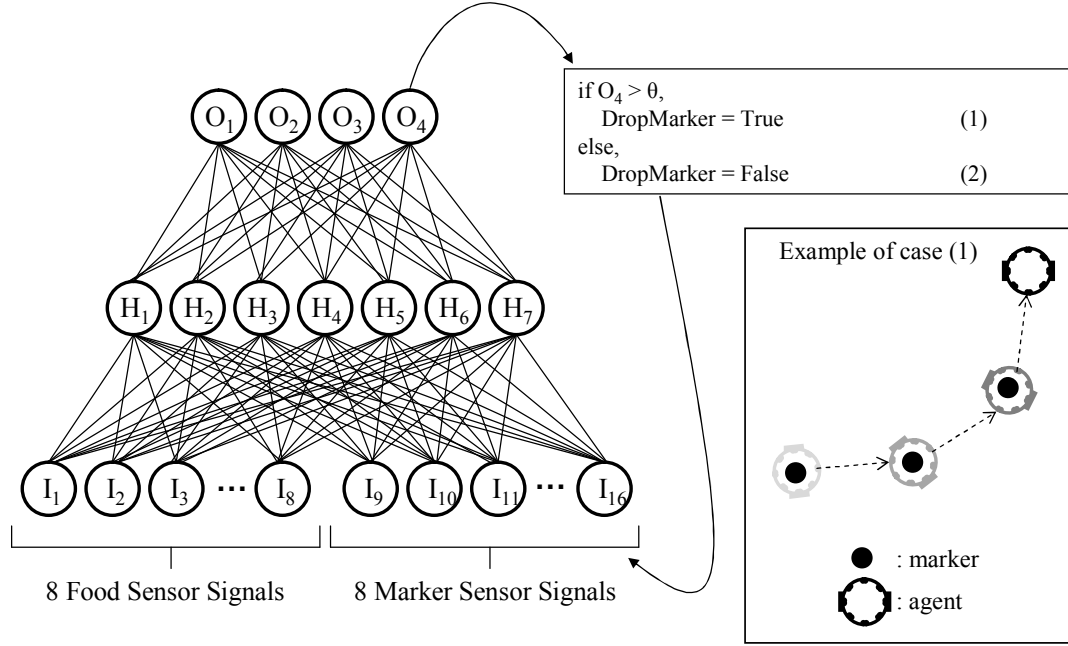 O1 O2 O3 O4
if O4 > θ,
DropMarker = True (1)
else,
DropMarker = False (2)
Example of case (1)
H1 H2 H3 H4 H5 H6 H7
I1 I2 I3 ··· I8 I9 I10 I11 ··· I16
8 Food Sensor Signals 8 Marker Sensor Signals
: marker
: agent